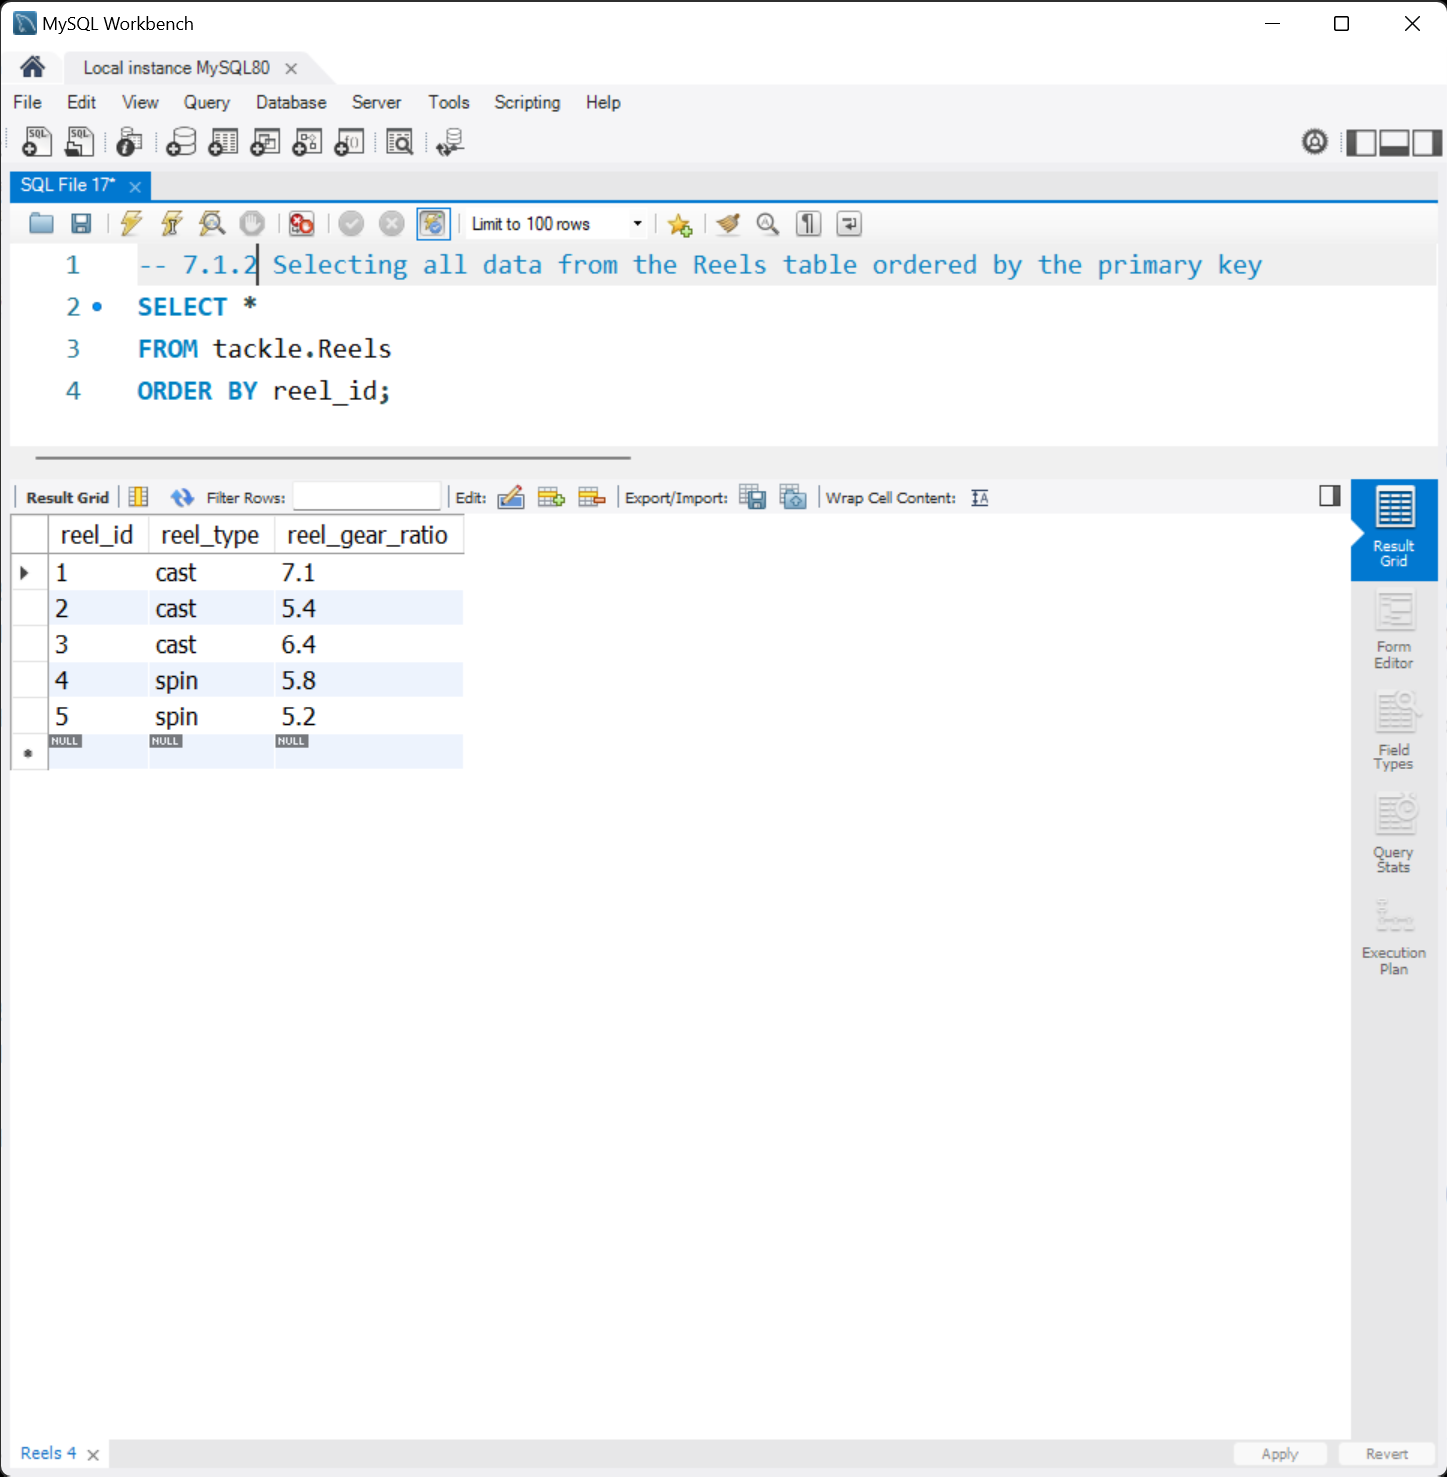 MySQL Workbench
Local instance MySQL80
File Edit View Query Database Server Tools Scripting Help
SQL SQL
SQL File 17*
Limit to 100 rows
1 -- 7.1.2 Selecting all data from the Reels table ordered by the primary key
2 SELECT *
3 FROM tackle.Reels
4 ORDER BY reel_id;
Result Grid Filter Rows: Edit: Export/Import: Wrap Cell Content: IA
reel_id reel_type reel_gear_ratio
1 cast 7.1
2 cast 5.4
3 cast 6.4
4 spin 5.8
5 spin 5.2
NULL NULL NULL
Result
Grid
Form
Editor
Field
Types
Query
Stats
Execution
Plan
Reels 4
Apply Revert